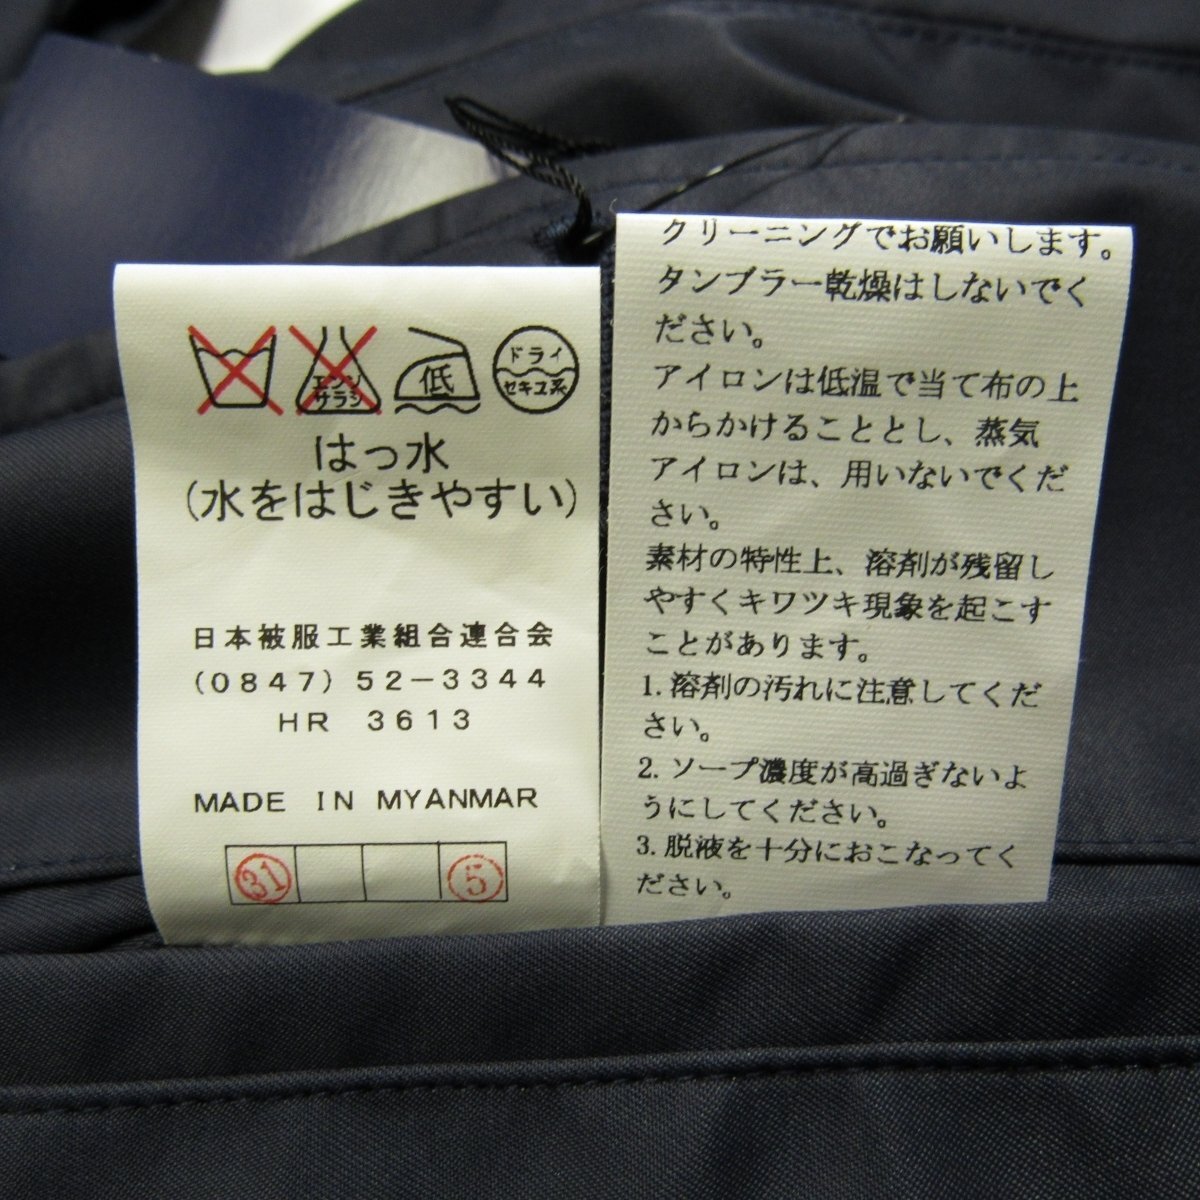 エンソ
サラシ
低
ドライ
セキユ系
はっ水
(水をはじきやすい)
日本被服工業組合連合会
(0847) 52-3344
HR 3613
MADE IN MYANMAR
31 5
クリーニングでお願いします。
タンブラー乾燥はしないでく
ださい。
アイロンは低温で当て布の上
からかけることとし、蒸気
アイロンは、用いないでくだ
さい。
素材の特性上、溶剤が残留し
やすくキワツキ現象を起こす
ことがあります。
1. 溶剤の汚れに注意してくだ
さい。
2. ソープ濃度が高過ぎないよ
うにしてください。
3. 脱液を十分におこなってく
ださい。